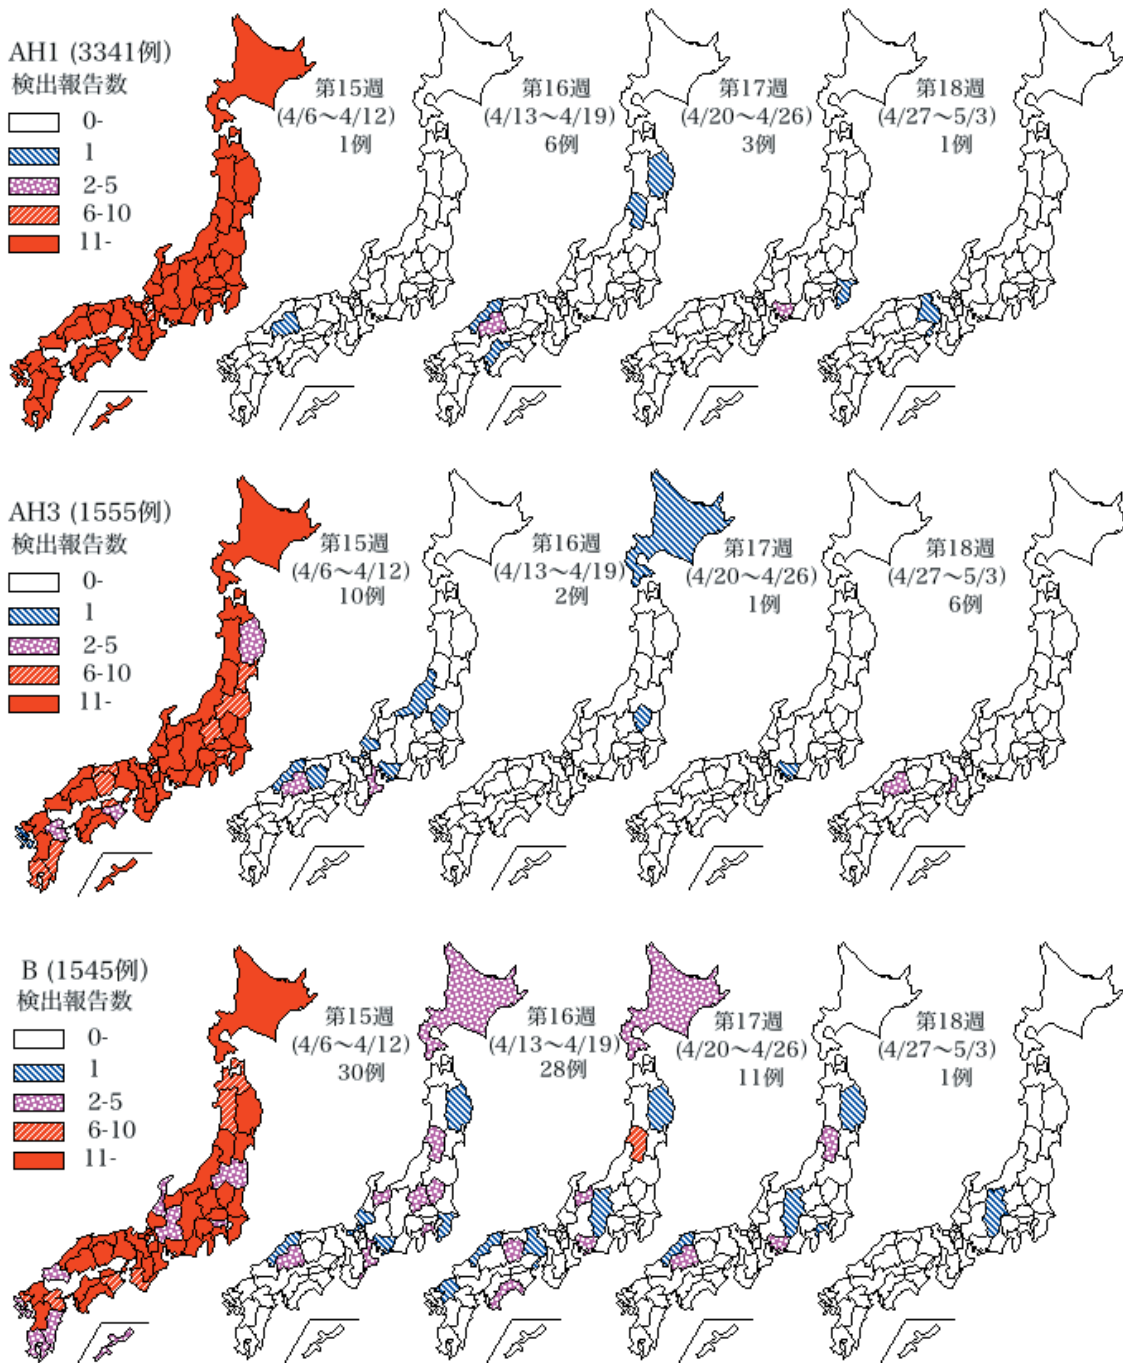 AH1 (3341例)
検出報告数
0-
1
2-5
6-10
11-
第15週
(4/6〜4/12)
1例
第16週
(4/13〜4/19)
6例
第17週
(4/20〜4/26)
3例
第18週
(4/27〜5/3)
1例
AH3 (1555例)
検出報告数
0-
1
2-5
6-10
11-
第15週
(4/6〜4/12)
10例
第16週
(4/13〜4/19)
2例
第17週
(4/20〜4/26)
1例
第18週
(4/27〜5/3)
6例
B (1545例)
検出報告数
0-
1
2-5
6-10
11-
第15週
(4/6〜4/12)
30例
第16週
(4/13〜4/19)
28例
第17週
(4/20〜4/26)
11例
第18週
(4/27〜5/3)
1例